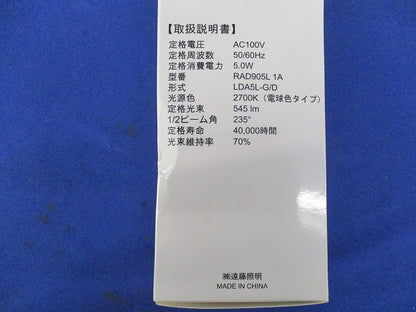 【取扱説明書】
定格電圧 AC100V
定格周波数 50/60Hz
定格消費電力 5.0W
型番 RAD905L 1A
形式 LDA5L-G/D
光源色 2700K（電球色タイプ）
定格光束 545 lm
1/2ビーム角 235°
定格寿命 40,000時間
光束維持率 70%
㈱遠藤照明
MADE IN CHINA